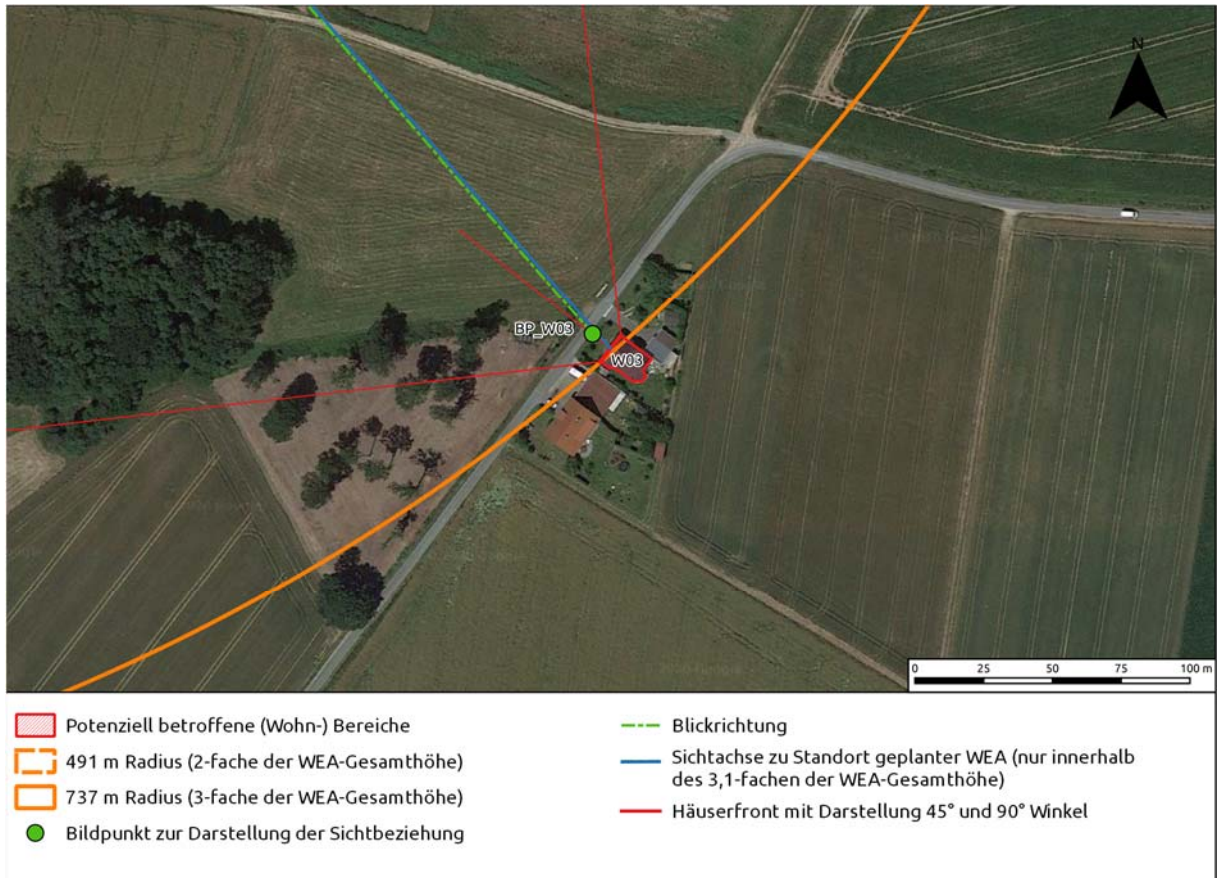 N
BP_W03
W03
0 25 50 75 100 m
Potenziell betroffene (Wohn-) Bereiche
491 m Radius (2-fache der WEA-Gesamthöhe)
737 m Radius (3-fache der WEA-Gesamthöhe)
Bildpunkt zur Darstellung der Sichtbeziehung
Blickrichtung
Sichtachse zu Standort geplanter WEA (nur innerhalb
des 3,1-fachen der WEA-Gesamthöhe)
Häuserfront mit Darstellung 45° und 90° Winkel